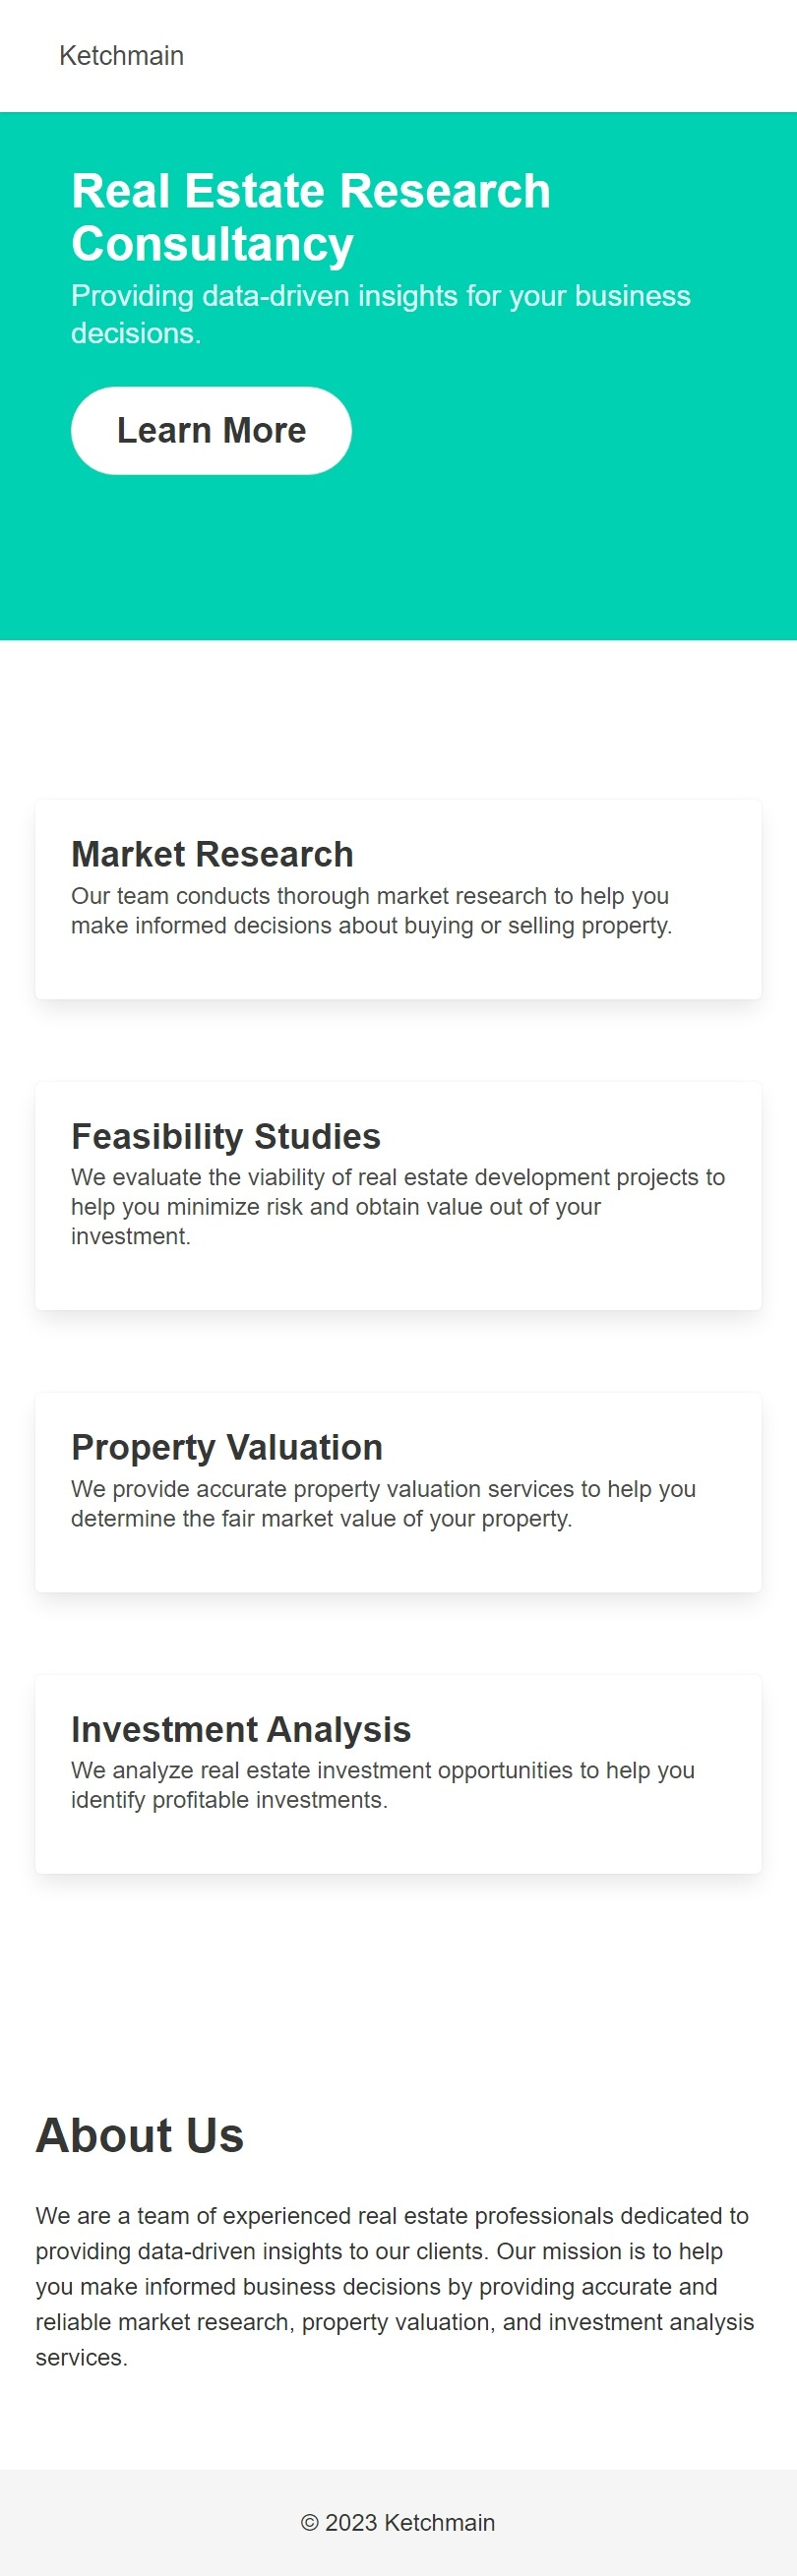 Ketchmain
Real Estate Research
Consultancy
Providing data-driven insights for your business
decisions.
Learn More
Market Research
Our team conducts thorough market research to help you
make informed decisions about buying or selling property.
Feasibility Studies
We evaluate the viability of real estate development projects to
help you minimize risk and obtain value out of your
investment.
Property Valuation
We provide accurate property valuation services to help you
determine the fair market value of your property.
Investment Analysis
We analyze real estate investment opportunities to help you
identify profitable investments.
About Us
We are a team of experienced real estate professionals dedicated to
providing data-driven insights to our clients. Our mission is to help
you make informed business decisions by providing accurate and
reliable market research, property valuation, and investment analysis
services.
© 2023 Ketchmain